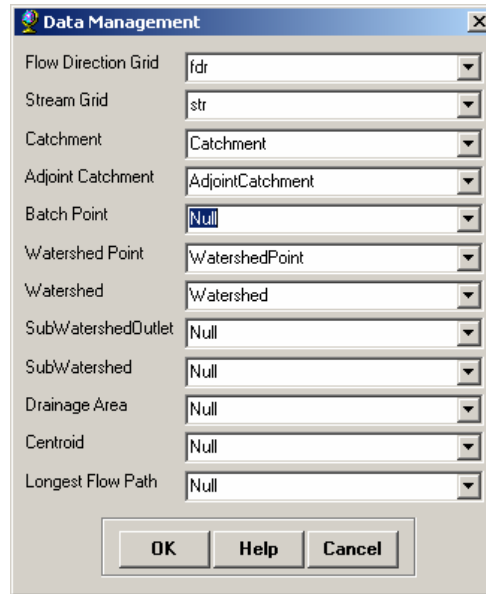 Data Management
Flow Direction Grid fdr
Stream Grid str
Catchment Catchment
Adjoint Catchment AdjointCatchment
Batch Point Null
Watershed Point WatershedPoint
Watershed Watershed
SubWatershedOutlet Null
SubWatershed Null
Drainage Area Null
Centroid Null
Longest Flow Path Null
OK Help Cancel